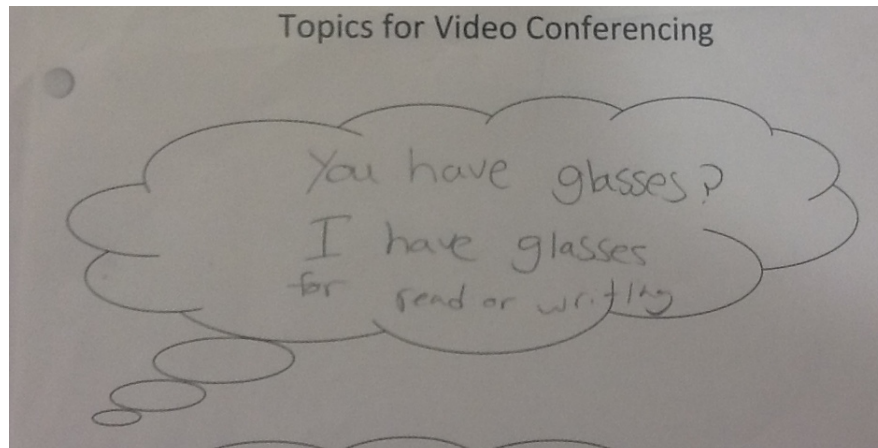 Topics for Video Conferencing
You have glasses?
I have glasses
for read or writing